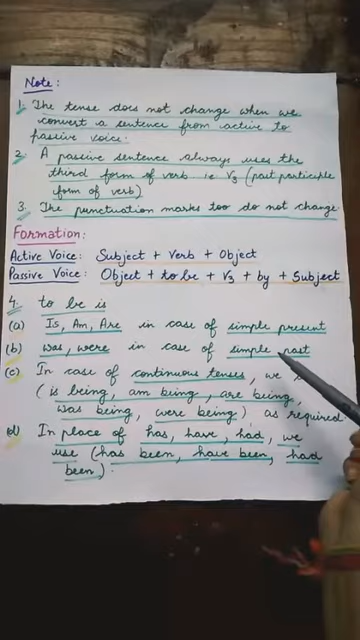 Note:
1. The tense does not change when we
convert a sentence from active to
passive voice.
2. A passive sentence always uses the
third form of verb ie V3 (past participle
form of verb)
3. The punctuation marks too do not change.
Formation:
Active Voice: Subject + Verb + Object
Passive Voice: Object + to be + V3 + by + Subject
4. to be is
(a) Is, Am, Are in case of simple present
(b) was, were in case of simple past
(c) In case of continuous tenses, we
(is being, am being, are being,
was being, were being) as required.
(d) In place of has, have, had, we
use (has been, have been, had
been).